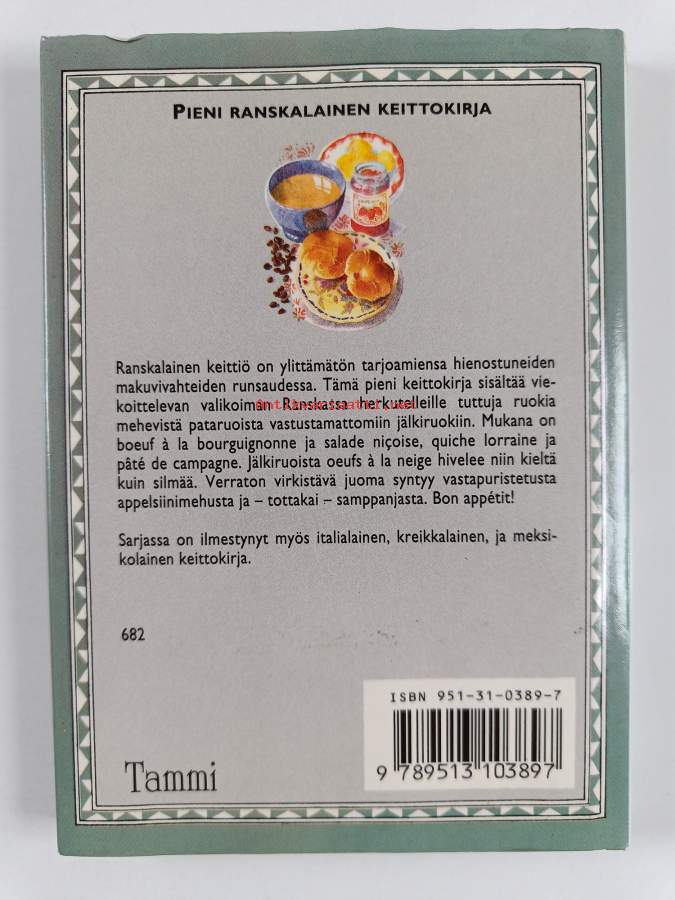 PIENI RANSKALAINEN KEITTOKIRJA
Ranskalainen keittiö on ylittämätön tarjoamiensa hienostuneiden
makuvivahteiden runsaudessa. Tämä pieni keittokirja sisältää vie-
koittelevan valikoiman Ranskassa herkutelleille tuttuja ruokia
mehevistä pataruoista vastustamattomiin jälkiruokiin. Mukana on
boeuf à la bourguignonne ja salade niçoise, quiche lorraine ja
pâté de campagne. Jälkiruoista oeufs à la neige hivelee niin kieltä
kuin silmää. Verraton virkistävä juoma syntyy vastapuristetusta
appelsiinimehusta ja – tottakai – samppanjasta. Bon appétit!
Sarjassa on ilmestynyt myös italialainen, kreikkalainen, ja meksi-
kolainen keittokirja.
682
ISBN 951-31-0389-7
9 789513 103897
Tammi